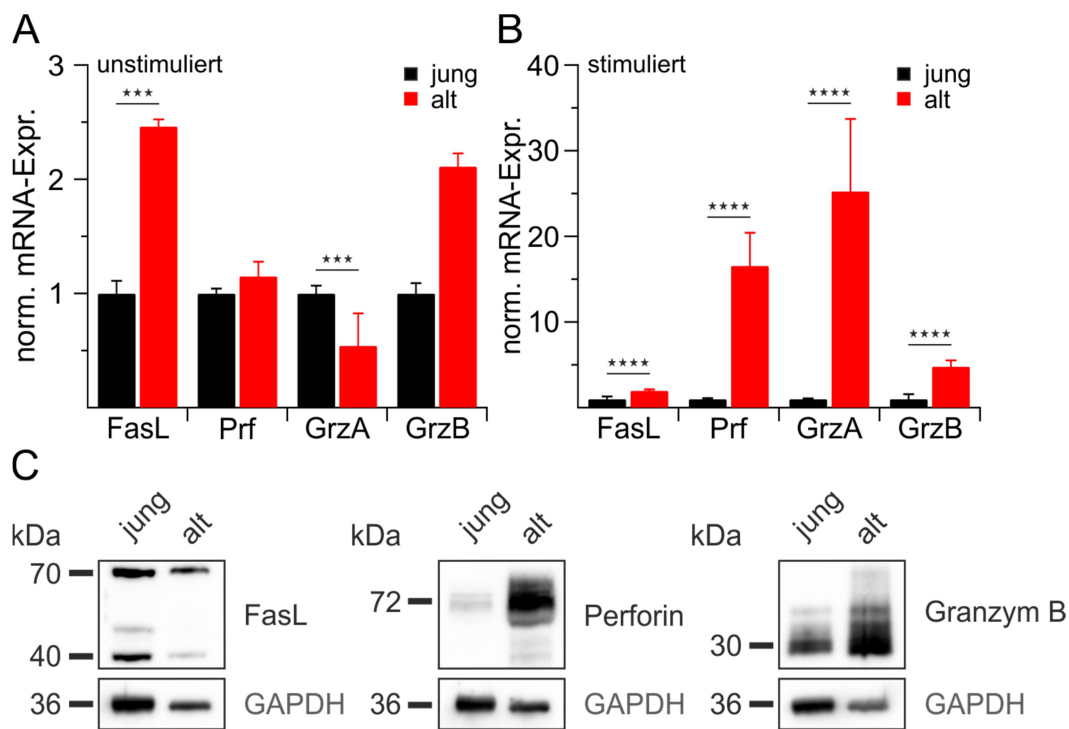 A
norm. mRNA-Expr.
3
2
1
unstimuliert
jung
alt
★★★
★★★
FasL Prf GrzA GrzB
B
norm. mRNA-Expr.
40
30
20
10
stimuliert
jung
alt
★★★★
★★★★
★★★★
★★★★
FasL Prf GrzA GrzB
C
kDa jung alt
70
40
FasL
36 GAPDH
kDa jung alt
72 Perforin
36 GAPDH
kDa jung alt
Granzym B
30
36 GAPDH